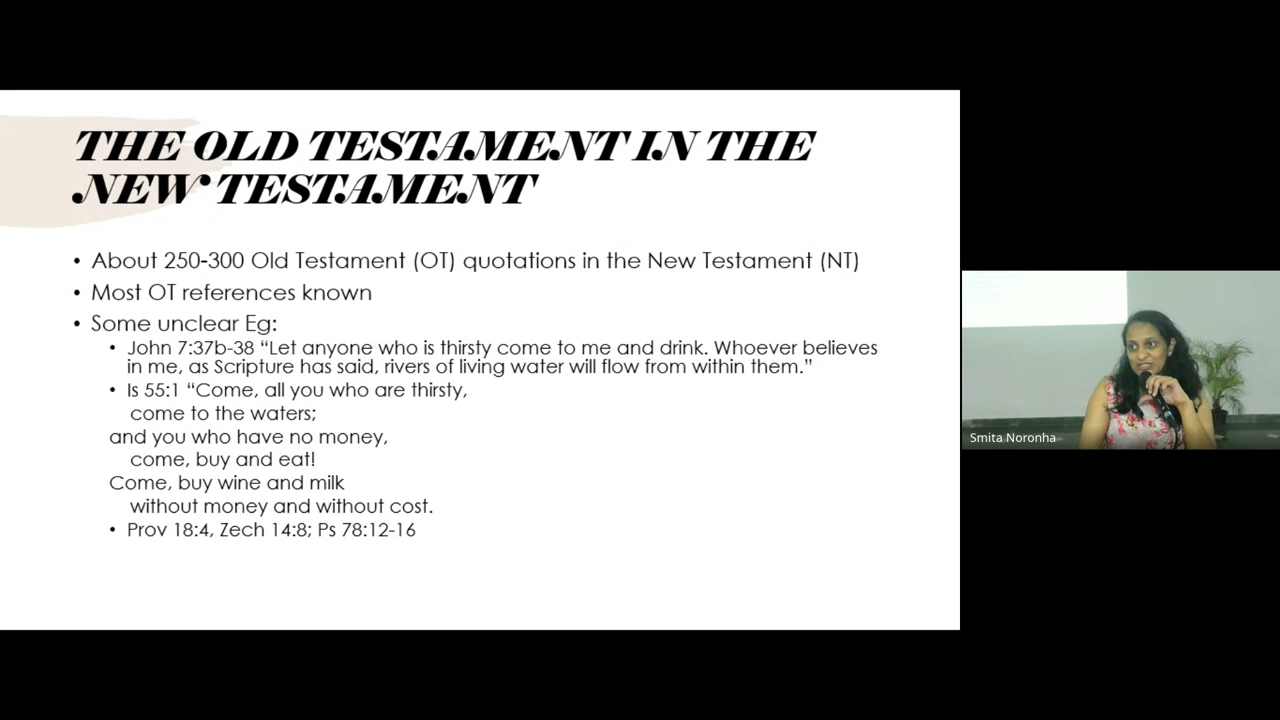 THE OLD TESTAMENT IN THE
NEW TESTAMENT
• About 250-300 Old Testament (OT) quotations in the New Testament (NT)
• Most OT references known
• Some unclear Eg:
• John 7:37b-38 “Let anyone who is thirsty come to me and drink. Whoever believes
in me, as Scripture has said, rivers of living water will flow from within them.”
• Is 55:1 “Come, all you who are thirsty,
come to the waters;
and you who have no money,
come, buy and eat!
Come, buy wine and milk
without money and without cost.
• Prov 18:4, Zech 14:8; Ps 78:12-16
Smita Noronha